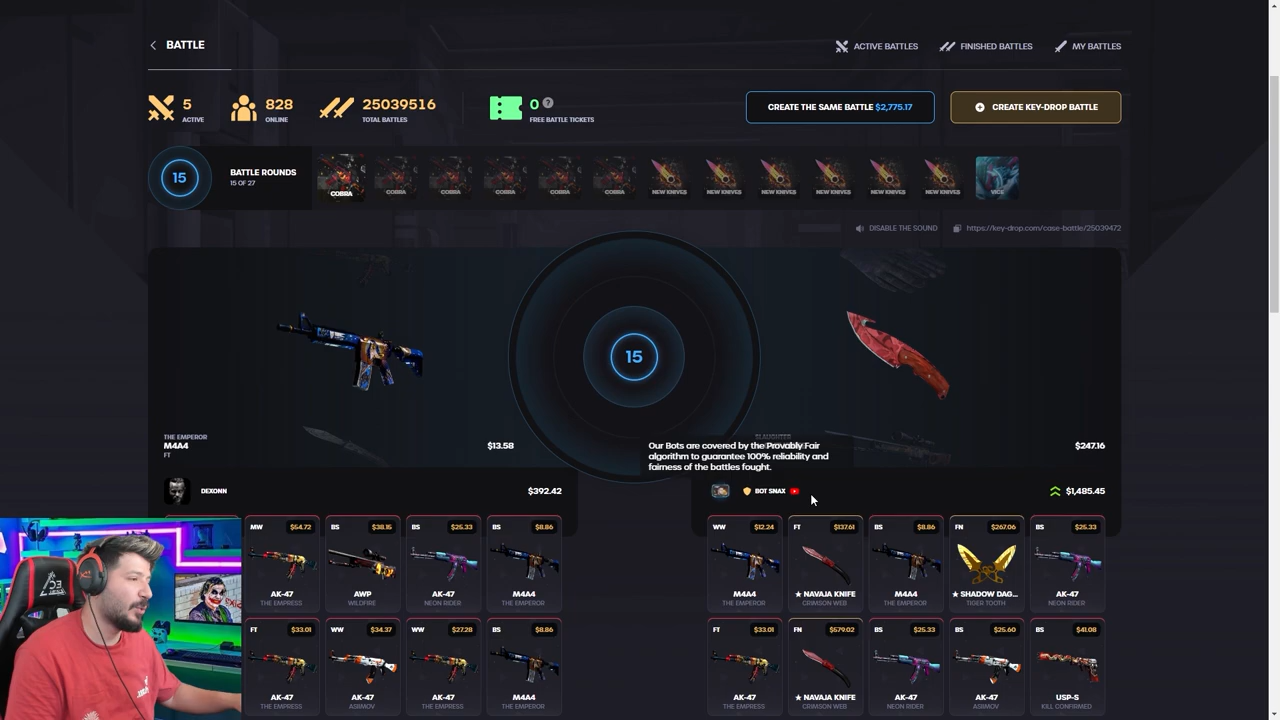 BATTLE
ACTIVE BATTLES
FINISHED BATTLES
MY BATTLES
5
ACTIVE
828
ONLINE
25039516
TOTAL BATTLES
0 ?
FREE BATTLE TICKETS
CREATE THE SAME BATTLE $2,775.17
CREATE KEY-DROP BATTLE
15
BATTLE ROUNDS
15 OF 27
COBRA
COBRA
COBRA
COBRA
COBRA
COBRA
NEW KNIVES
NEW KNIVES
NEW KNIVES
NEW KNIVES
NEW KNIVES
NEW KNIVES
VICE
DISABLE THE SOUND
https://key-drop.com/case-battle/25039472
15
THE EMPEROR
M4A4
FT
$13.58
SLAUGHTER
Our Bots are covered by the Provably Fair
algorithm to guarantee 100% reliability and
fairness of the battles fought.
$247.16
DEXONN
$392.42
BOT SNAX
$1,485.45
MW $54.72
AK-47
THE EMPRESS
BS $38.15
AWP
WILDFIRE
BS $25.33
AK-47
NEON RIDER
BS $8.86
M4A4
THE EMPEROR
WW $12.24
M4A4
THE EMPEROR
FT $137.61
★ NAVAJA KNIFE
CRIMSON WEB
BS $8.86
M4A4
THE EMPEROR
FN $267.06
★ SHADOW DAG...
TIGER TOOTH
BS $25.33
AK-47
NEON RIDER
FT $33.01
AK-47
THE EMPRESS
WW $34.37
AK-47
ASIIMOV
WW $27.28
AK-47
THE EMPRESS
BS $8.86
M4A4
THE EMPEROR
FT $33.01
AK-47
THE EMPRESS
FN $579.02
★ NAVAJA KNIFE
CRIMSON WEB
BS $25.33
AK-47
NEON RIDER
BS $25.60
AK-47
ASIIMOV
BS $41.08
USP-S
KILL CONFIRMED